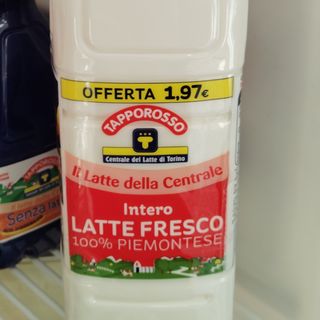 OFFERTA 1,97€
TAPPOROSSO
Centrale del Latte di Torino
Il Latte della Centrale
Intero
LATTE FRESCO
100% PIEMONTESE
TAPPOROSSO
Senza